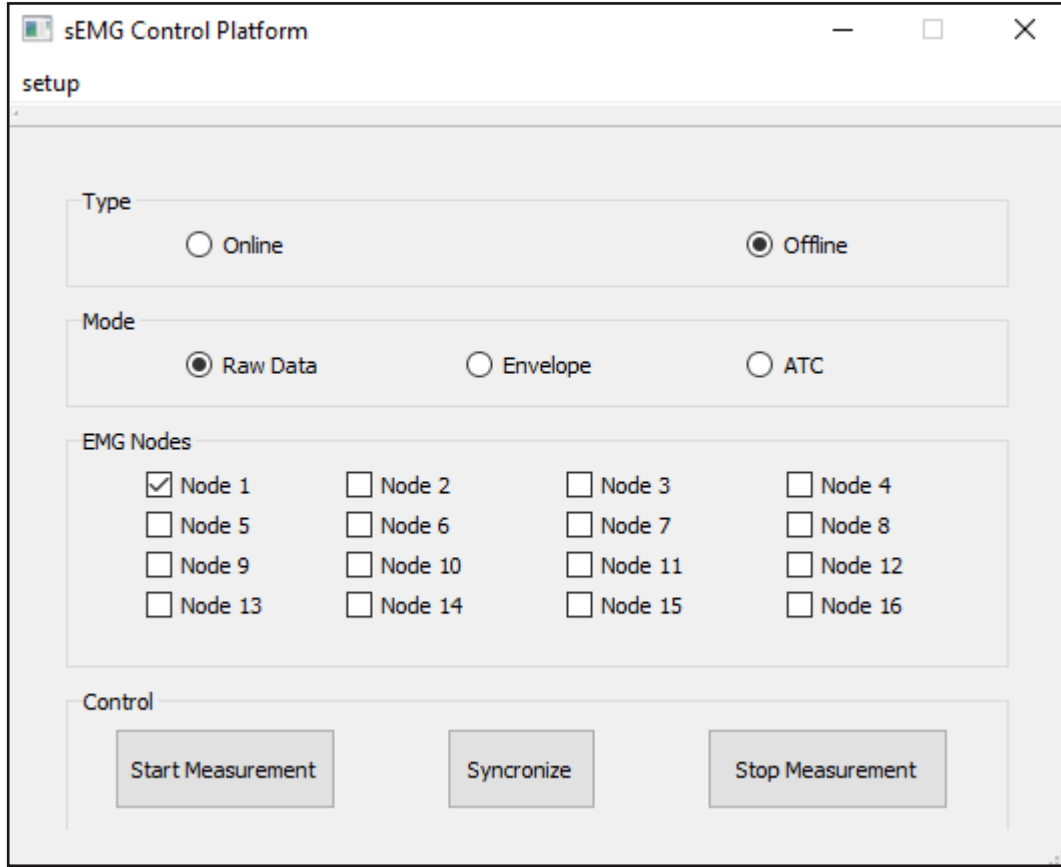 sEMG Control Platform
setup
Type
Online Offline
Mode
Raw Data Envelope ATC
EMG Nodes
Node 1 Node 2 Node 3 Node 4
Node 5 Node 6 Node 7 Node 8
Node 9 Node 10 Node 11 Node 12
Node 13 Node 14 Node 15 Node 16
Control
Start Measurement Syncronize Stop Measurement